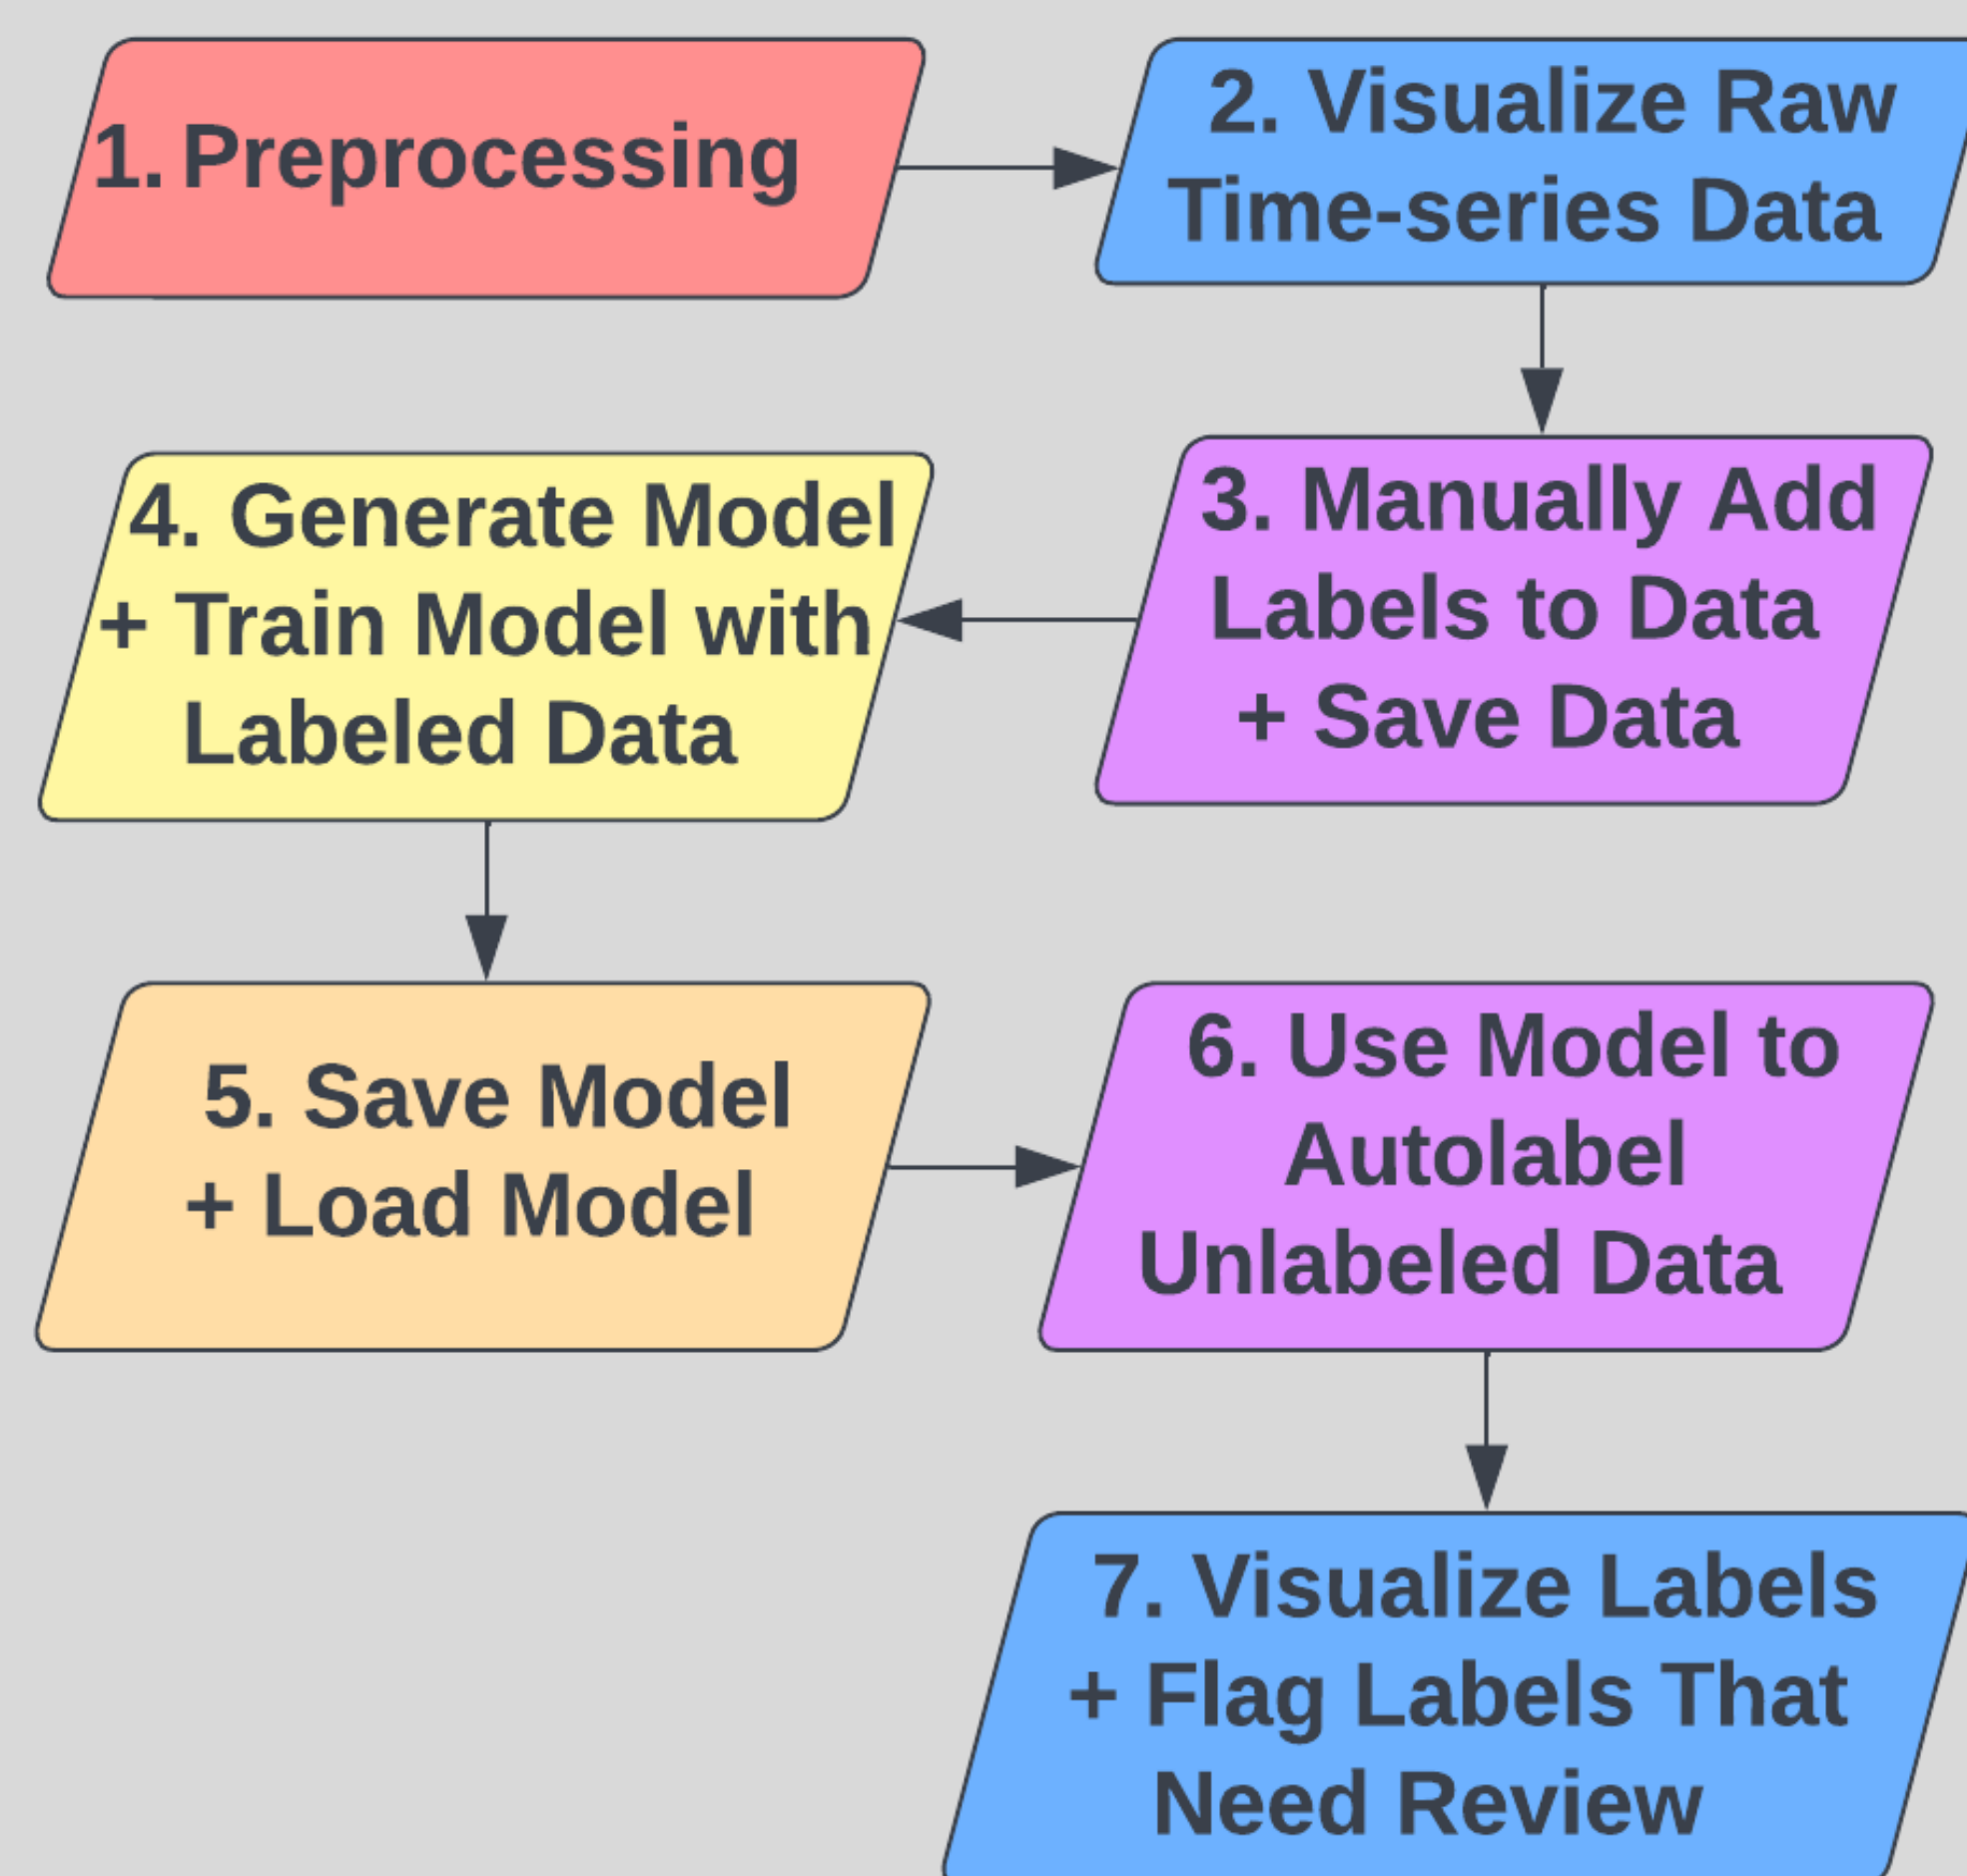 1. Preprocessing
2. Visualize Raw
Time-series Data
3. Manually Add
Labels to Data
+ Save Data
4. Generate Model
+ Train Model with
Labeled Data
5. Save Model
+ Load Model
6. Use Model to
Autolabel
Unlabeled Data
7. Visualize Labels
+ Flag Labels That
Need Review